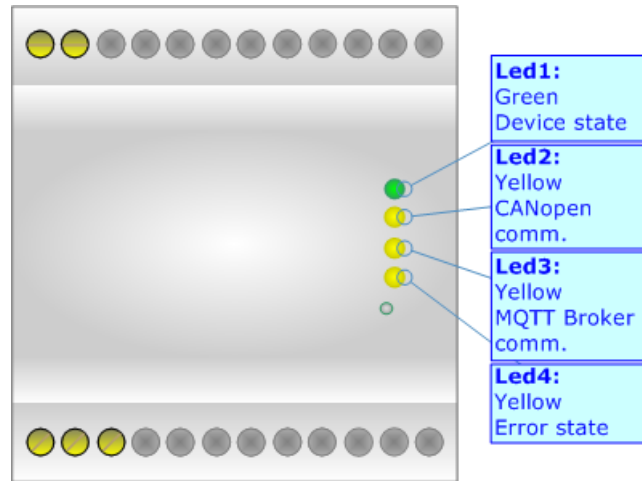 Led1:
Green
Device state
Led2:
Yellow
CANopen
comm.
Led3:
Yellow
MQTT Broker
comm.
Led4:
Yellow
Error state